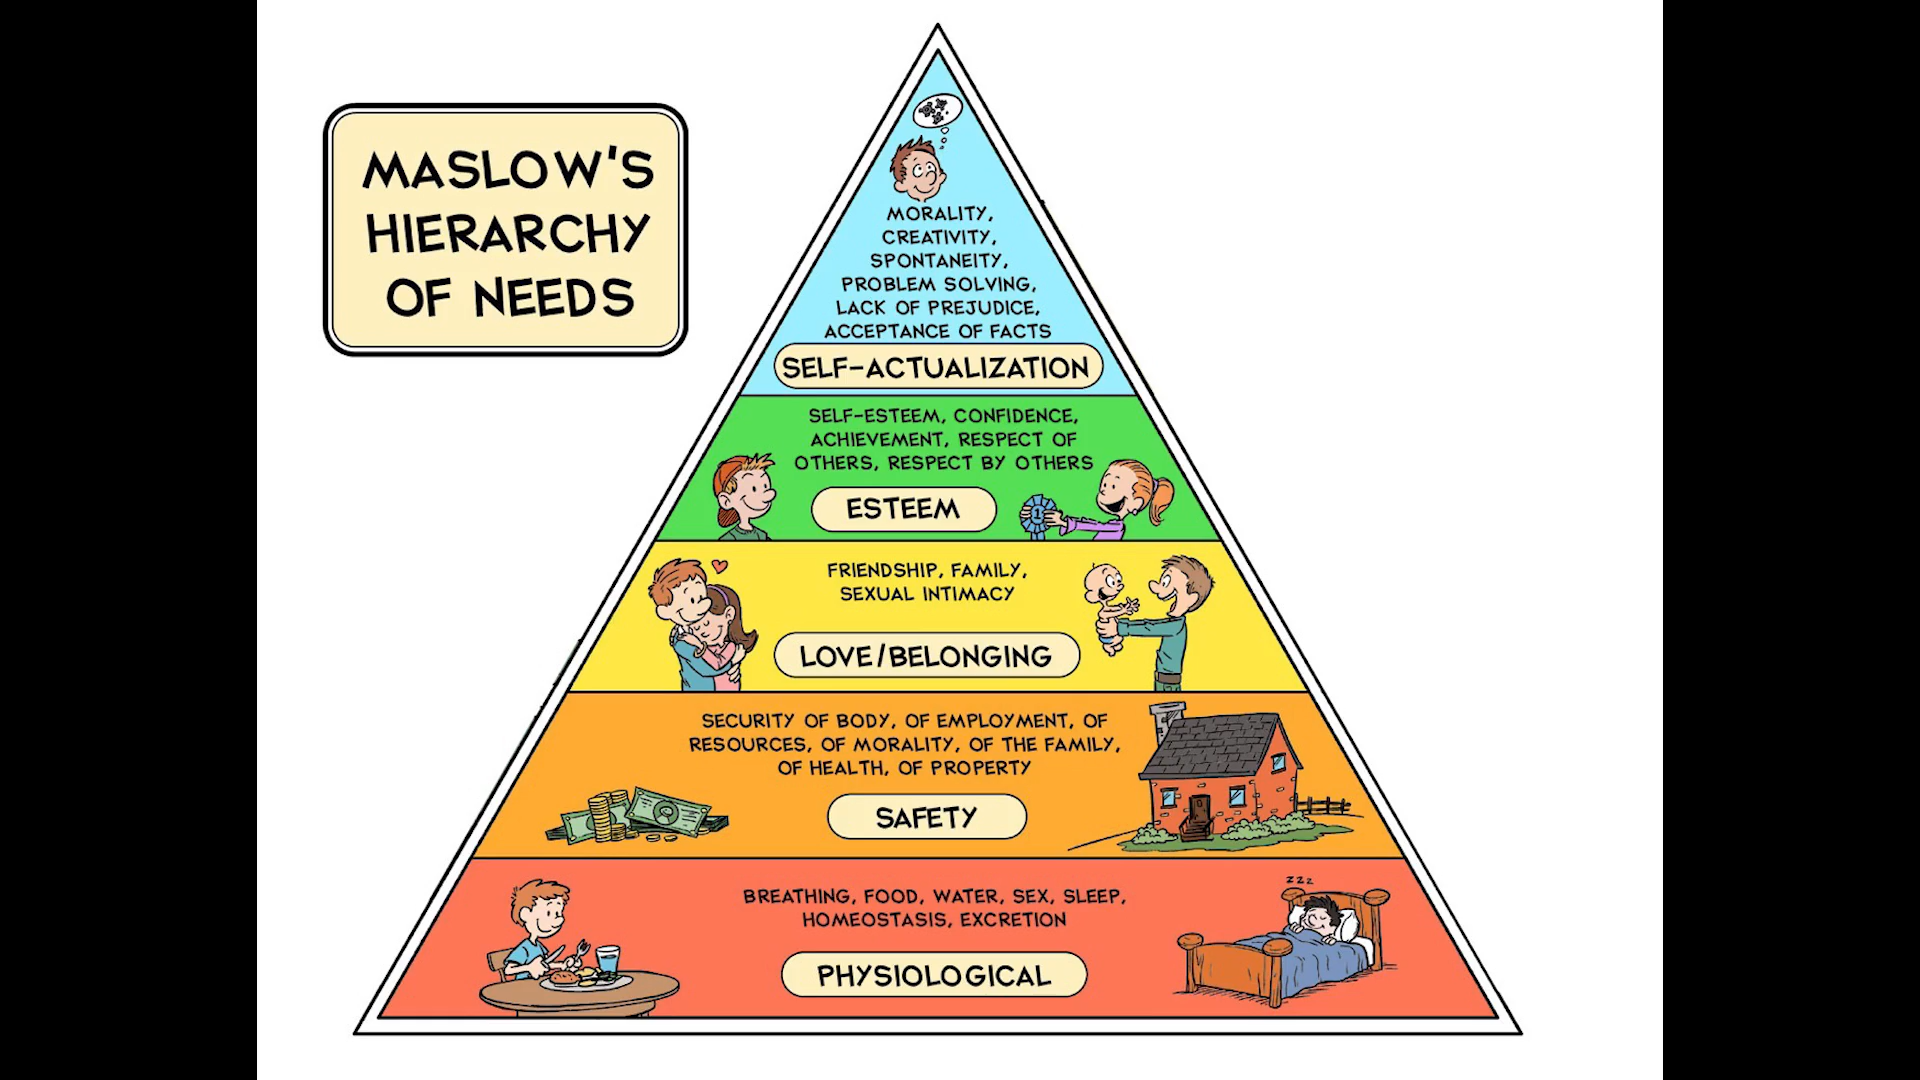 MASLOW'S
HIERARCHY
OF NEEDS
MORALITY,
CREATIVITY,
SPONTANEITY,
PROBLEM SOLVING,
LACK OF PREJUDICE,
ACCEPTANCE OF FACTS
SELF-ACTUALIZATION
SELF-ESTEEM, CONFIDENCE,
ACHIEVEMENT, RESPECT OF
OTHERS, RESPECT BY OTHERS
ESTEEM
1
FRIENDSHIP, FAMILY,
SEXUAL INTIMACY
LOVE/BELONGING
SECURITY OF BODY, OF EMPLOYMENT, OF
RESOURCES, OF MORALITY, OF THE FAMILY,
OF HEALTH, OF PROPERTY
SAFETY
ZZZ
BREATHING, FOOD, WATER, SEX, SLEEP,
HOMEOSTASIS, EXCRETION
PHYSIOLOGICAL